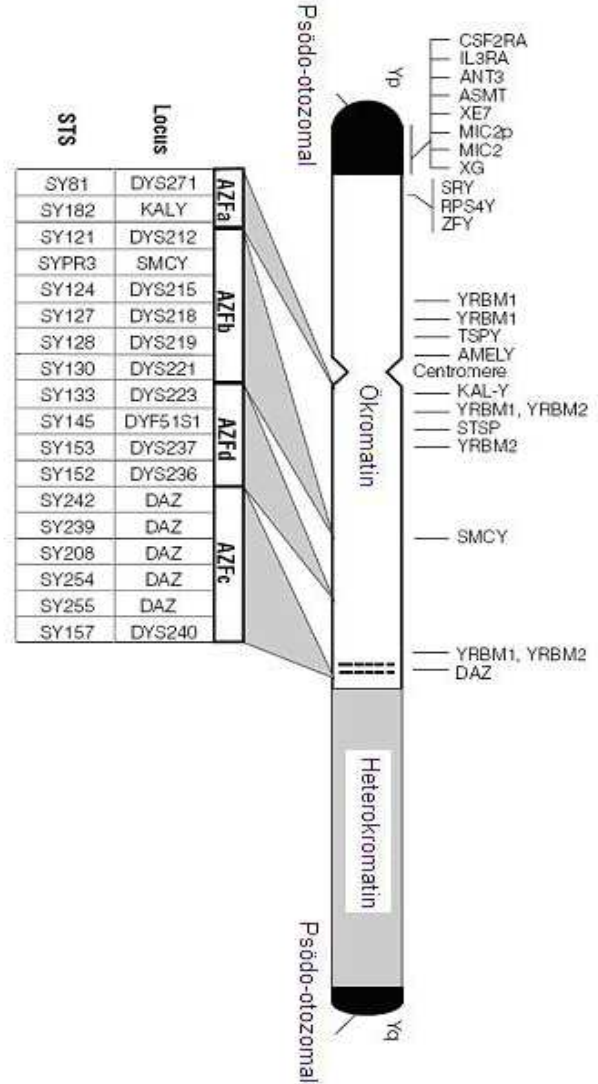 Psödo-otozomal
Yp
CSF2RA
IL3RA
ANT3
ASMT
XE7
MIC2p
MIC2
XG
SRY
RPS4Y
ZFY
YRBM1
YRBM1
TSPY
AMELY
Centromere
KAL-Y
YRBM1, YRBM2
STSP
YRBM2
SMCY
YRBM1, YRBM2
DAZ
Ökromatin
Heterokromatin
Psödo-otozomal
Yq
STS Locus
SY81 DYS271
SY182 KALY
SY121 DYS212
SYPR3 SMCY
SY124 DYS215
SY127 DYS218
SY128 DYS219
SY130 DYS221
SY133 DYS223
SY145 DYF51S1
SY153 DYS237
SY152 DYS236
SY242 DAZ
SY239 DAZ
SY208 DAZ
SY254 DAZ
SY255 DAZ
SY157 DYS240
AZFa
AZFb
AZFd
AZFc